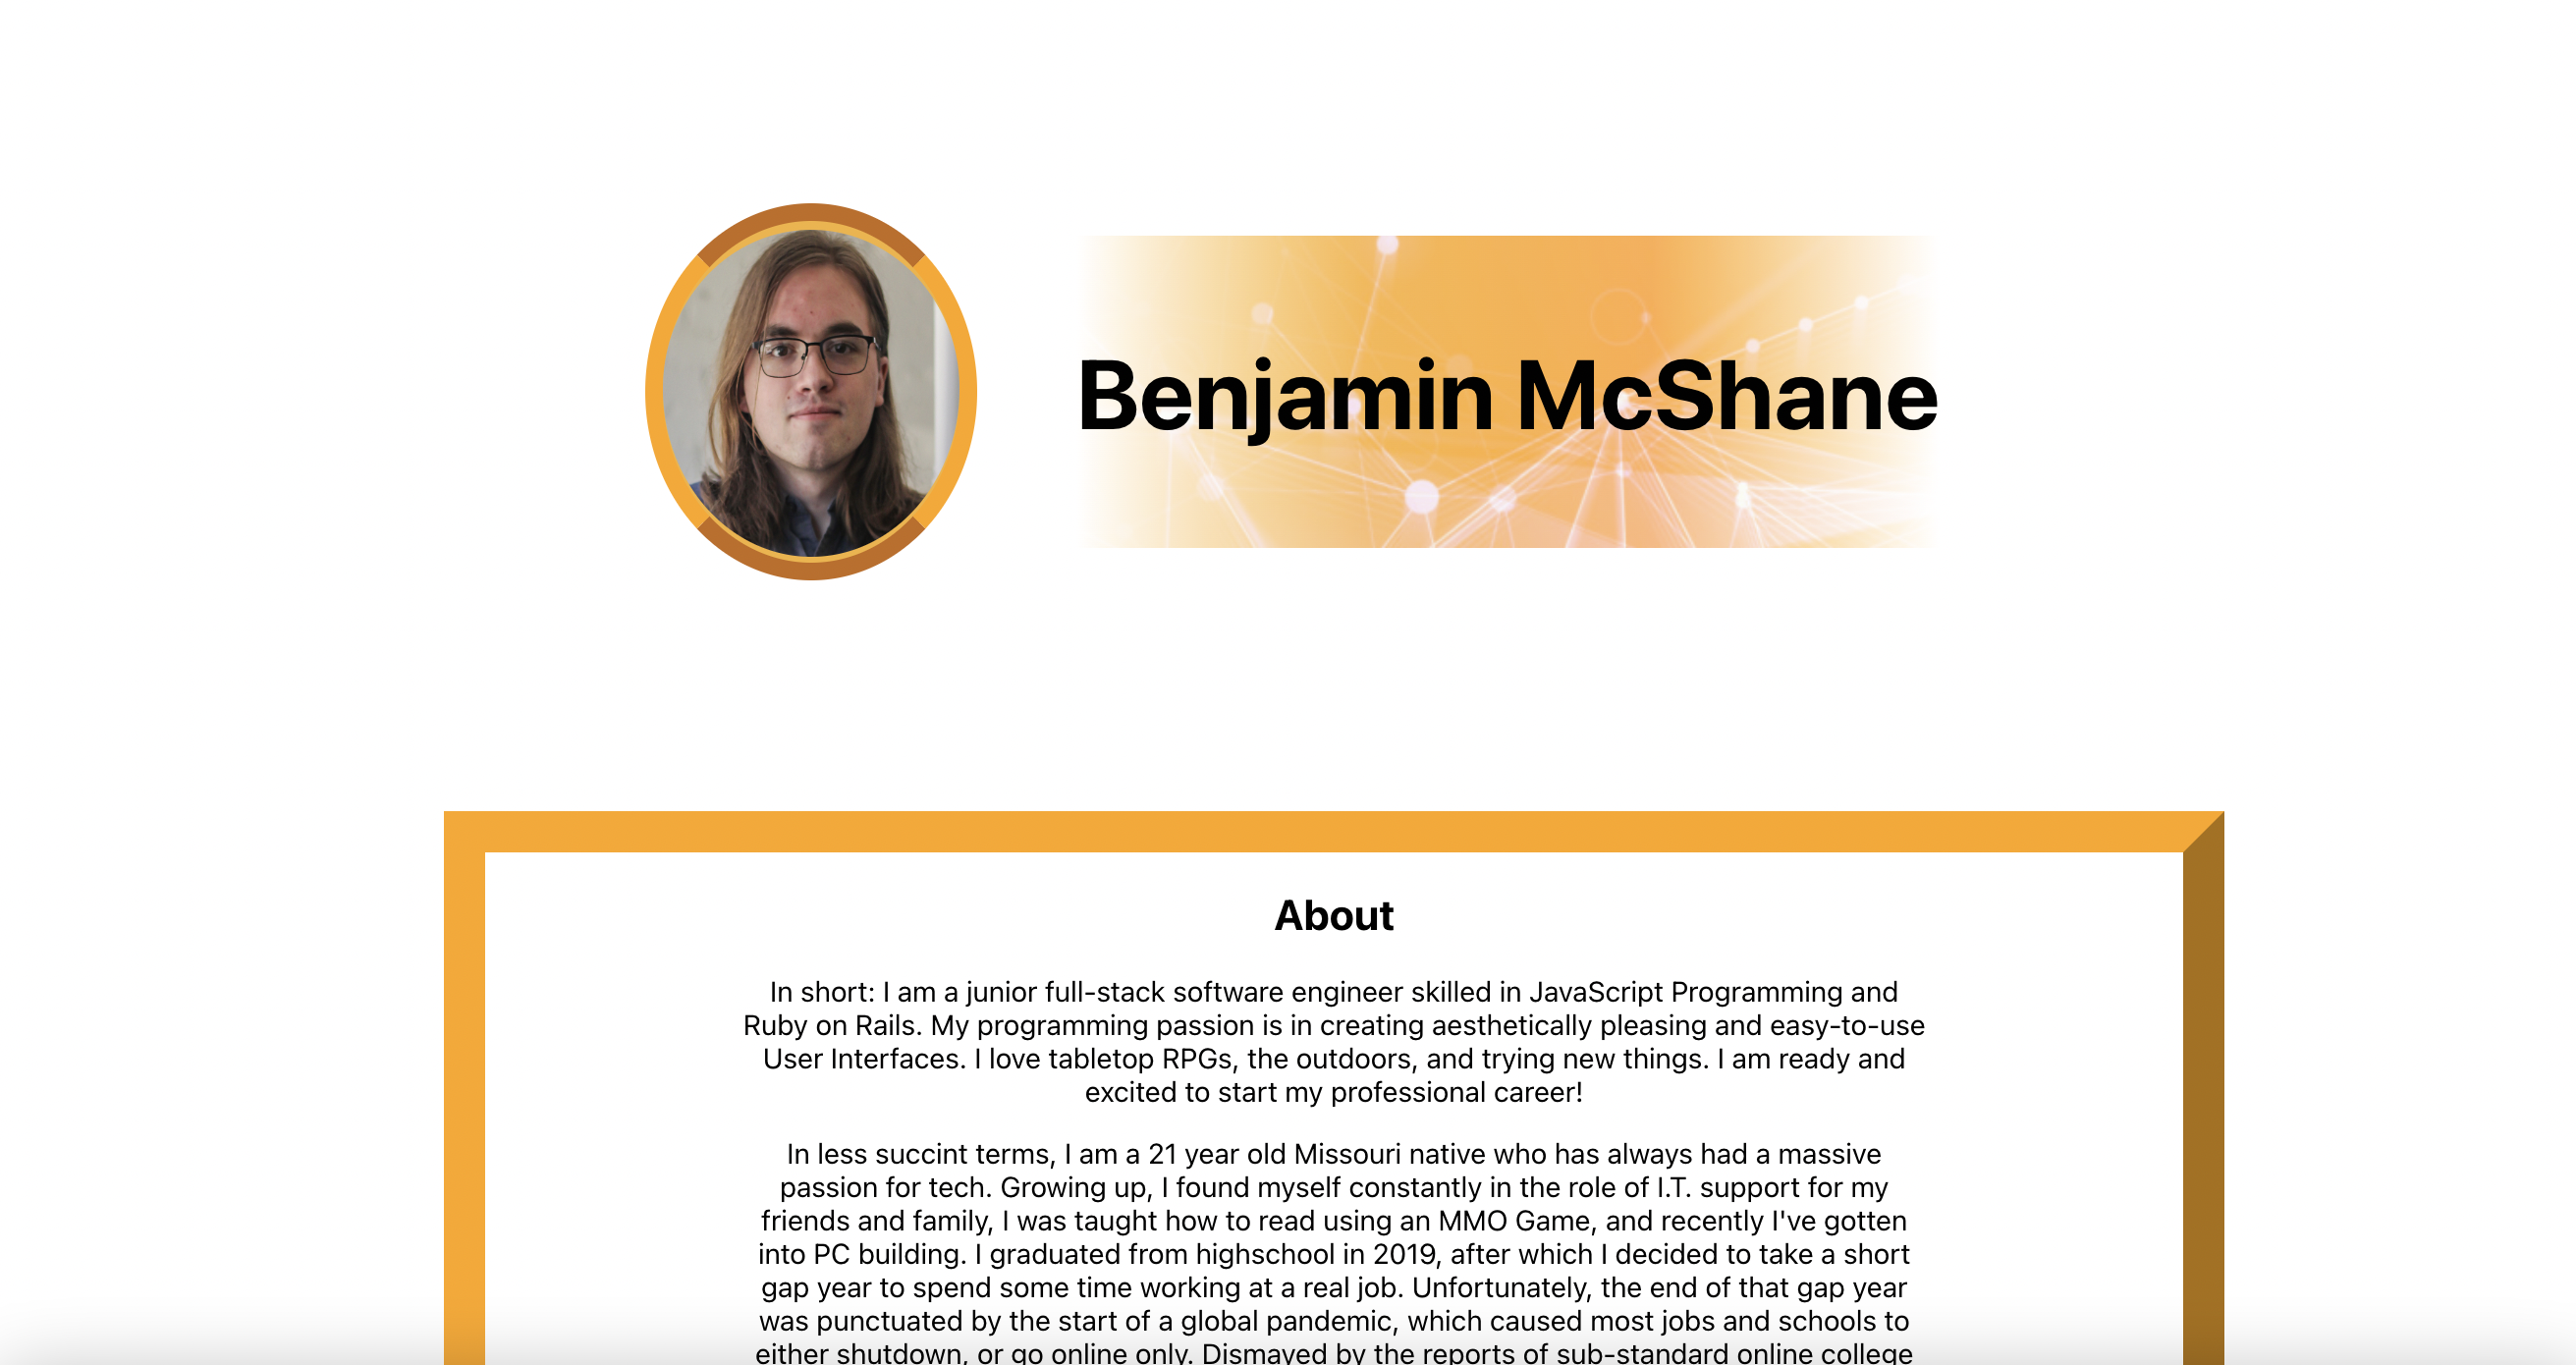 Benjamin McShane
About
In short: I am a junior full-stack software engineer skilled in JavaScript Programming and
Ruby on Rails. My programming passion is in creating aesthetically pleasing and easy-to-use
User Interfaces. I love tabletop RPGs, the outdoors, and trying new things. I am ready and
excited to start my professional career!
In less succint terms, I am a 21 year old Missouri native who has always had a massive
passion for tech. Growing up, I found myself constantly in the role of I.T. support for my
friends and family, I was taught how to read using an MMO Game, and recently I've gotten
into PC building. I graduated from highschool in 2019, after which I decided to take a short
gap year to spend some time working at a real job. Unfortunately, the end of that gap year
was punctuated by the start of a global pandemic, which caused most jobs and schools to
either shutdown, or go online only. Dismayed by the reports of sub-standard online college